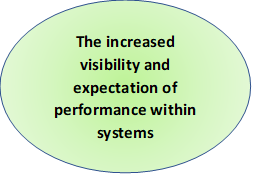 The increased
visibility and
expectation of
performance within
systems